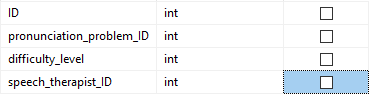 ID int
pronunciation_problem_ID int
difficulty_level int
speech_therapist_ID int